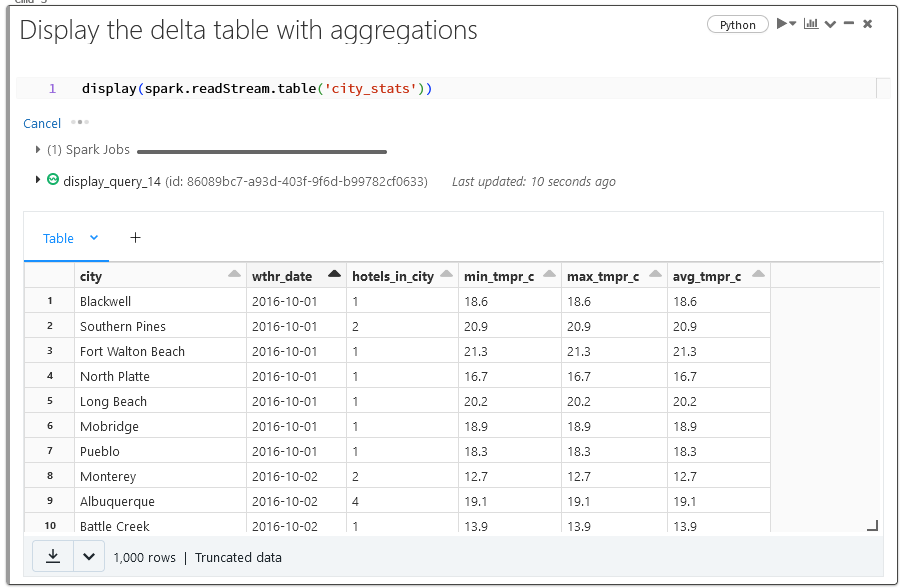 Display the delta table with aggregations
Python
1 display(spark.readStream.table('city_stats'))
Cancel
(1) Spark Jobs
display_query_14 (id: 86089bc7-a93d-403f-9f6d-b99782cf0633) Last updated: 10 seconds ago
Table +
city wthr_date hotels_in_city min_tmpr_c max_tmpr_c avg_tmpr_c
1 Blackwell 2016-10-01 1 18.6 18.6 18.6
2 Southern Pines 2016-10-01 2 20.9 20.9 20.9
3 Fort Walton Beach 2016-10-01 1 21.3 21.3 21.3
4 North Platte 2016-10-01 1 16.7 16.7 16.7
5 Long Beach 2016-10-01 1 20.2 20.2 20.2
6 Mobridge 2016-10-01 1 18.9 18.9 18.9
7 Pueblo 2016-10-01 1 18.3 18.3 18.3
8 Monterey 2016-10-02 2 12.7 12.7 12.7
9 Albuquerque 2016-10-02 4 19.1 19.1 19.1
10 Battle Creek 2016-10-02 1 13.9 13.9 13.9
1,000 rows | Truncated data